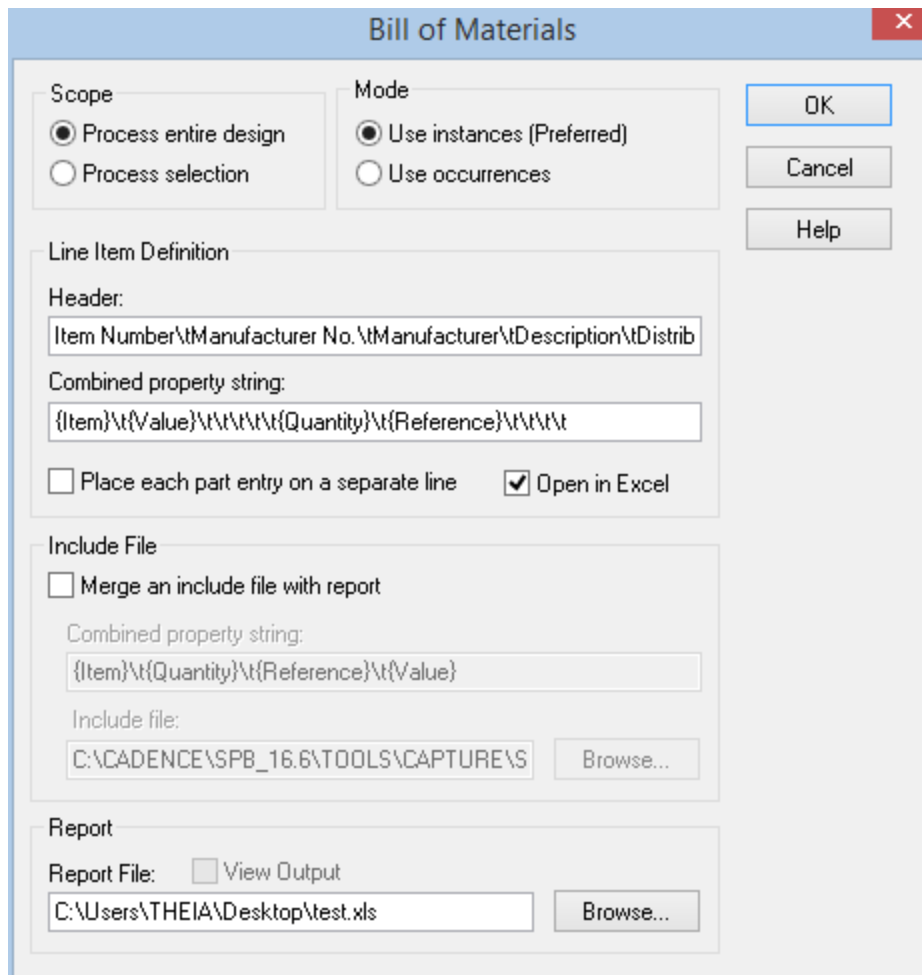 Bill of Materials
Scope
Process entire design
Process selection
Mode
Use instances (Preferred)
Use occurrences
OK
Cancel
Help
Line Item Definition
Header:
Item Number\tManufacturer No.\tManufacturer\tDescription\tDistrib
Combined property string:
{Item}\t{Value}\t\t\t\t\t{Quantity}\t{Reference}\t\t\t\t
Place each part entry on a separate line
Open in Excel
Include File
Merge an include file with report
Combined property string:
{Item}\t{Quantity}\t{Reference}\t{Value}
Include file:
C:\CADENCE\SPB_16.6\TOOLS\CAPTURE\S
Browse...
Report
Report File:
View Output
C:\Users\THEIA\Desktop\test.xls
Browse...